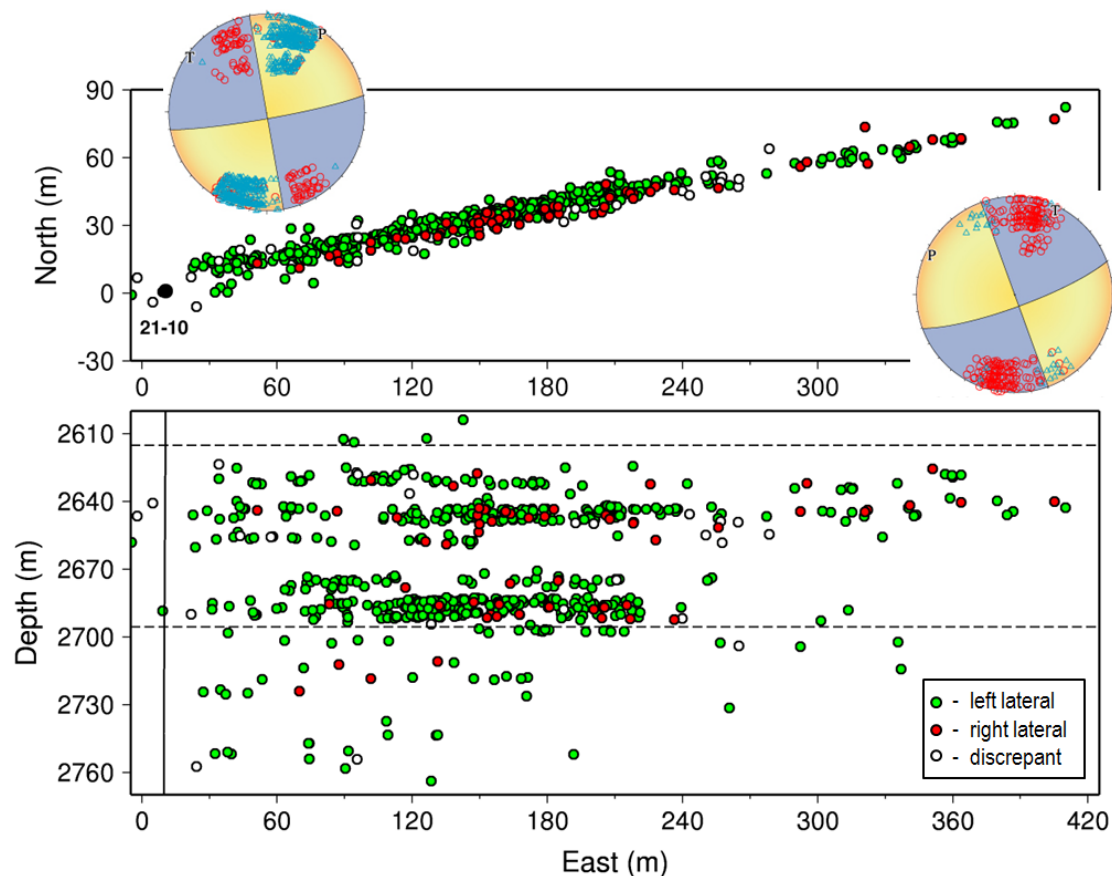 P
T
90
60
30
0
-30
North (m)
21-10
0 60 120 180 240 300
T
P
2610
2640
2670
2700
2730
2760
Depth (m)
- left lateral
- right lateral
- discrepant
0 60 120 180 240 300 360 420
East (m)